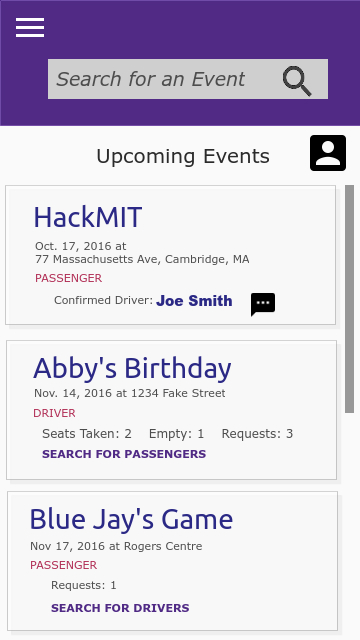 Search for an Event
Upcoming Events
HackMIT
Oct. 17, 2016 at
77 Massachusetts Ave, Cambridge, MA
PASSENGER
Confirmed Driver: Joe Smith
Abby's Birthday
Nov. 14, 2016 at 1234 Fake Street
DRIVER
Seats Taken: 2 Empty: 1 Requests: 3
SEARCH FOR PASSENGERS
Blue Jay's Game
Nov 17, 2016 at Rogers Centre
PASSENGER
Requests: 1
SEARCH FOR DRIVERS